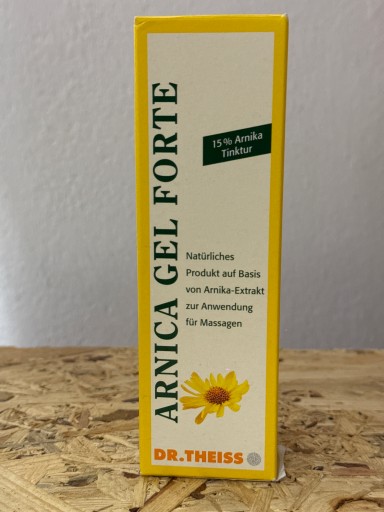 ARNICA GEL FORTE
15% Arnika
Tinktur
Natürliches
Produkt auf Basis
von Arnika-Extrakt
zur Anwendung
für Massagen
DR.THEISS